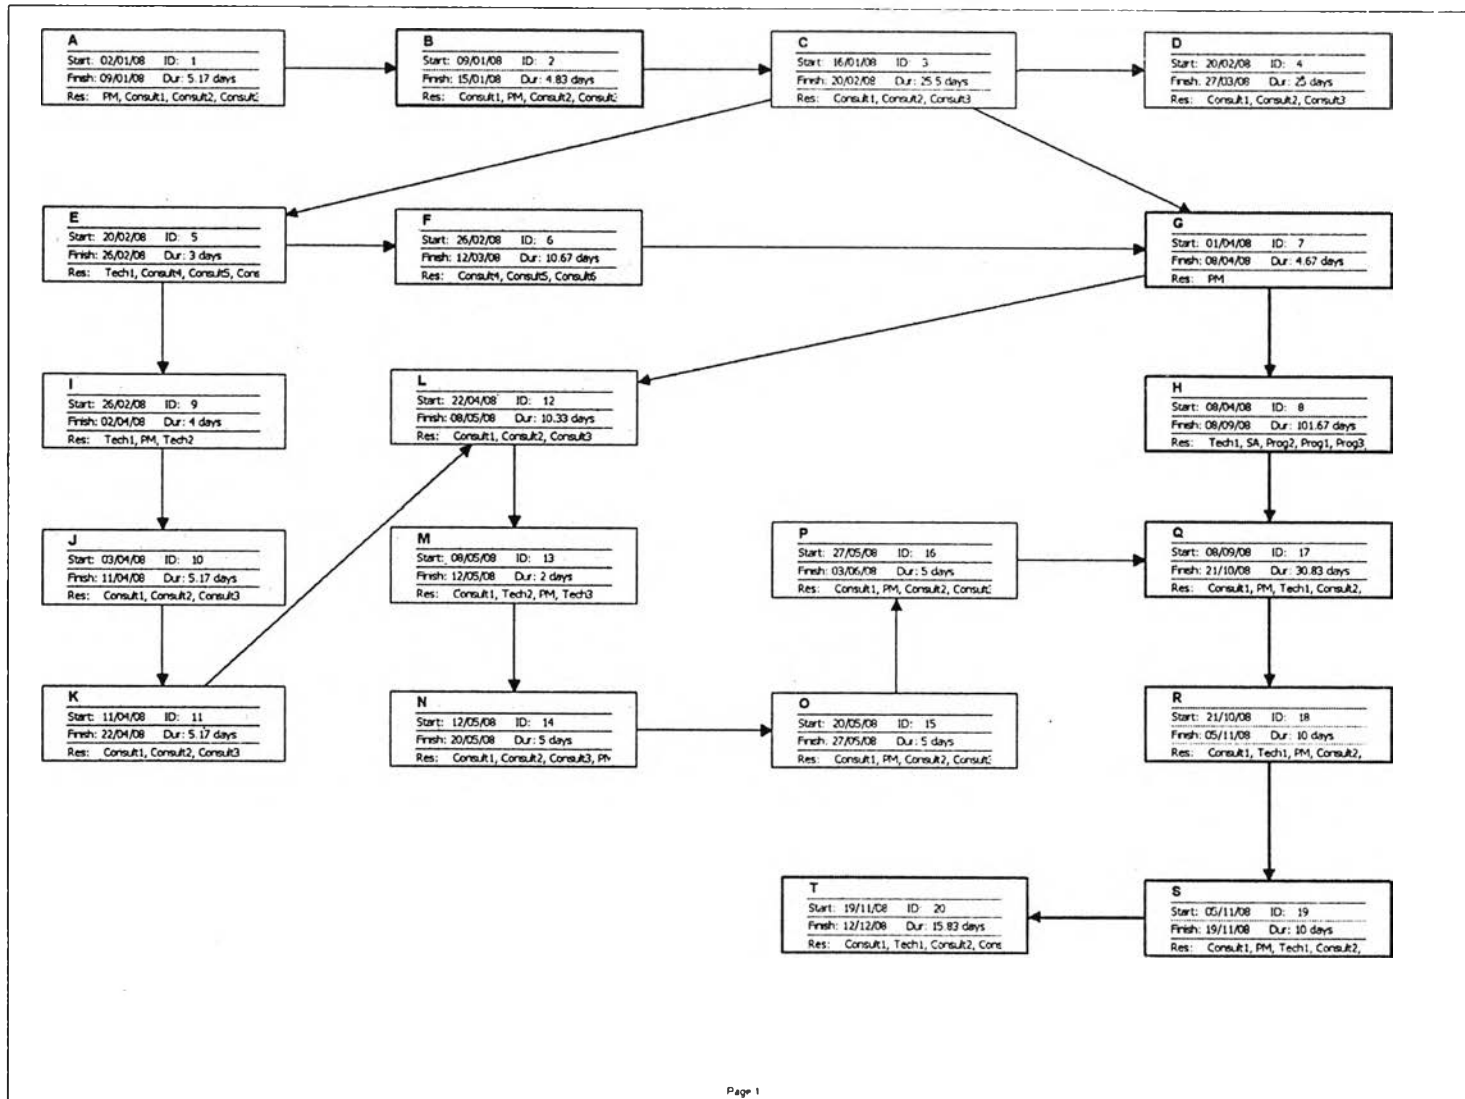 A
Start: 02/01/08 ID: 1
Finish: 09/01/08 Dur: 5.17 days
Res: PM, Consult1, Consult2, Consult
B
Start: 09/01/08 ID: 2
Finish: 15/01/08 Dur: 4.83 days
Res: Consult1, PM, Consult2, Consult
C
Start: 16/01/08 ID: 3
Finish: 20/02/08 Dur: 25.5 days
Res: Consult1, Consult2, Consult3
D
Start: 20/02/08 ID: 4
Finish: 27/03/08 Dur: 25 days
Res: Consult1, Consult2, Consult3
E
Start: 20/02/08 ID: 5
Finish: 26/02/08 Dur: 3 days
Res: Tech1, Consult4, Consult5, Cons
F
Start: 26/02/08 ID: 6
Finish: 12/03/08 Dur: 10.67 days
Res: Consult4, Consult5, Consult6
G
Start: 01/04/08 ID: 7
Finish: 08/04/08 Dur: 4.67 days
Res: PM
I
Start: 26/02/08 ID: 9
Finish: 02/04/08 Dur: 4 days
Res: Tech1, PM, Tech2
L
Start: 22/04/08 ID: 12
Finish: 08/05/08 Dur: 10.33 days
Res: Consult1, Consult2, Consult3
H
Start: 08/04/08 ID: 8
Finish: 08/09/08 Dur: 101.67 days
Res: Tech1, SA, Prog2, Prog1, Prog3,
J
Start: 03/04/08 ID: 10
Finish: 11/04/08 Dur: 5.17 days
Res: Consult1, Consult2, Consult3
M
Start: 08/05/08 ID: 13
Finish: 12/05/08 Dur: 2 days
Res: Consult1, Tech2, PM, Tech3
P
Start: 27/05/08 ID: 16
Finish: 03/06/08 Dur: 5 days
Res: Consult1, PM, Consult2, Consult
Q
Start: 08/09/08 ID: 17
Finish: 21/10/08 Dur: 30.83 days
Res: Consult1, PM, Tech1, Consult2,
K
Start: 11/04/08 ID: 11
Finish: 22/04/08 Dur: 5.17 days
Res: Consult1, Consult2, Consult3
N
Start: 12/05/08 ID: 14
Finish: 20/05/08 Dur: 5 days
Res: Consult1, Consult2, Consult3, PM
O
Start: 20/05/08 ID: 15
Finish: 27/05/08 Dur: 5 days
Res: Consult1, PM, Consult2, Consult
R
Start: 21/10/08 ID: 18
Finish: 05/11/08 Dur: 10 days
Res: Consult1, Tech1, PM, Consult2,
T
Start: 19/11/08 ID: 20
Finish: 12/12/08 Dur: 15.83 days
Res: Consult1, Tech1, Consult2, Cons
S
Start: 05/11/08 ID: 19
Finish: 19/11/08 Dur: 10 days
Res: Consult1, PM, Tech1, Consult2,
Page 1